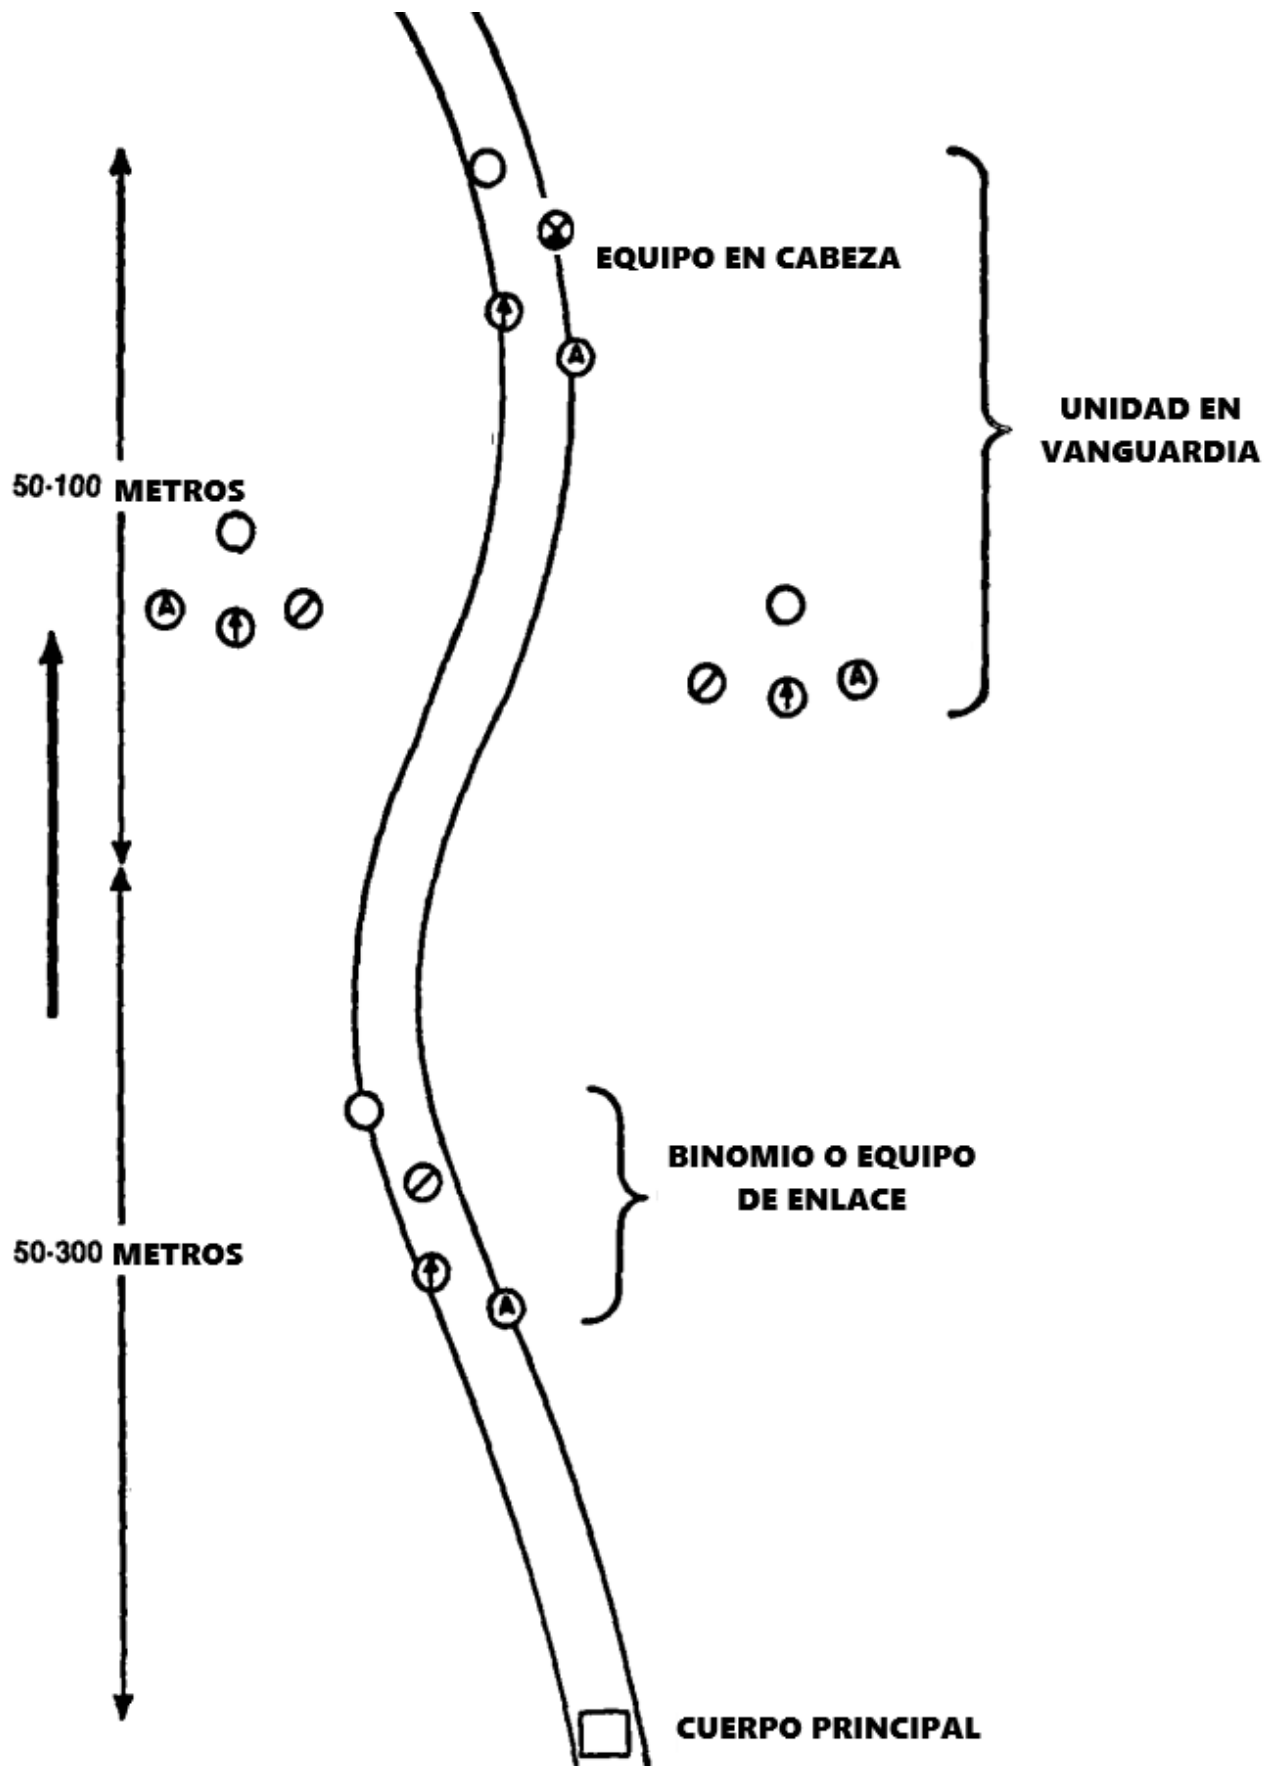 EQUIPO EN CABEZA
A
UNIDAD EN
VANGUARDIA
50-100 METROS
A
A
BINOMIO O EQUIPO
DE ENLACE
50-300 METROS
A
CUERPO PRINCIPAL